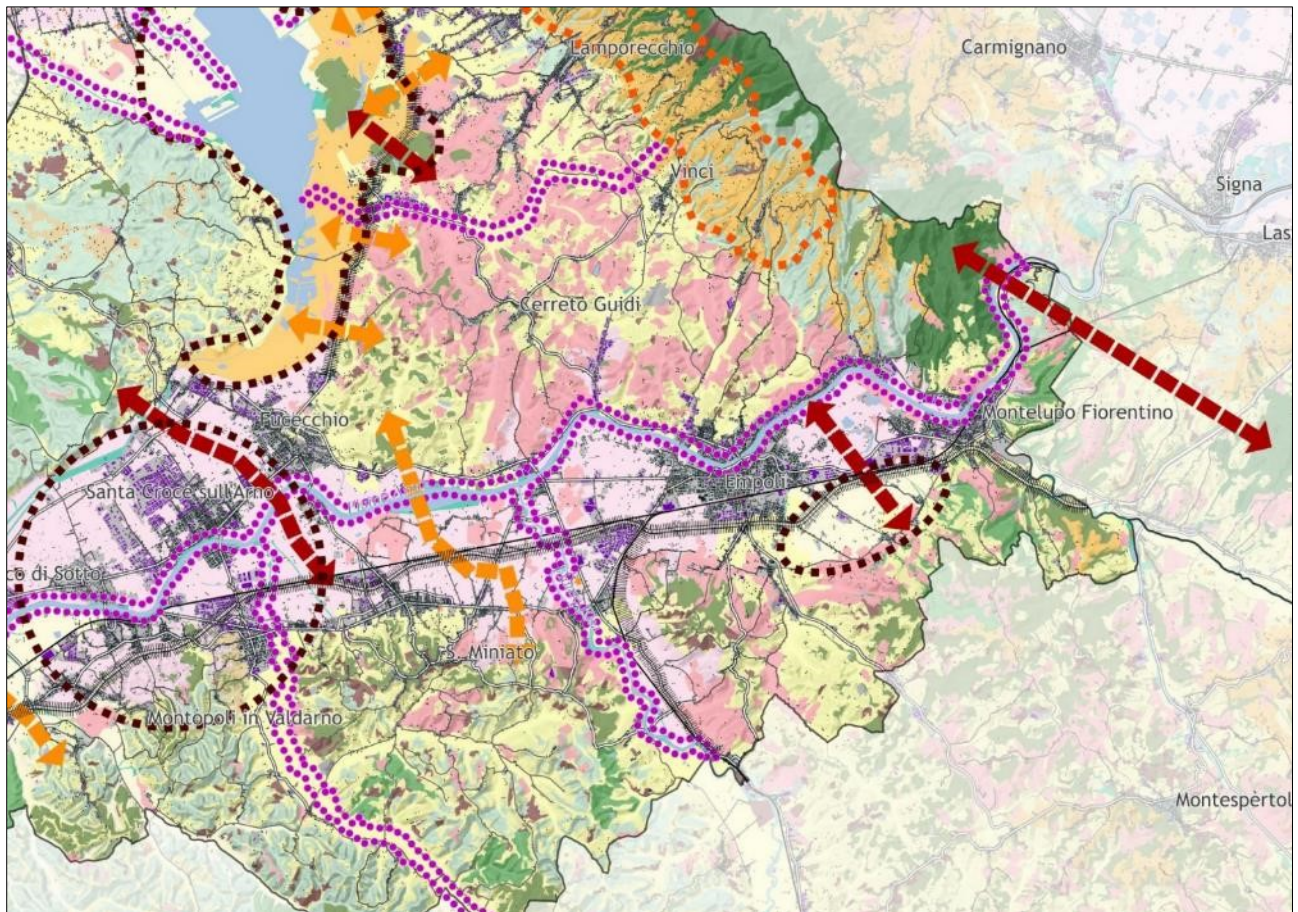 Lamporecchio
Carmignano
Vinci
Signa
Las
Cerreto Guidi
Fucecchio
Montelupo Fiorentino
Santa Croce sull'Arno
Empoli
co di Sotto
S. Miniato
Montopoli in Valdarno
Montespèrtol